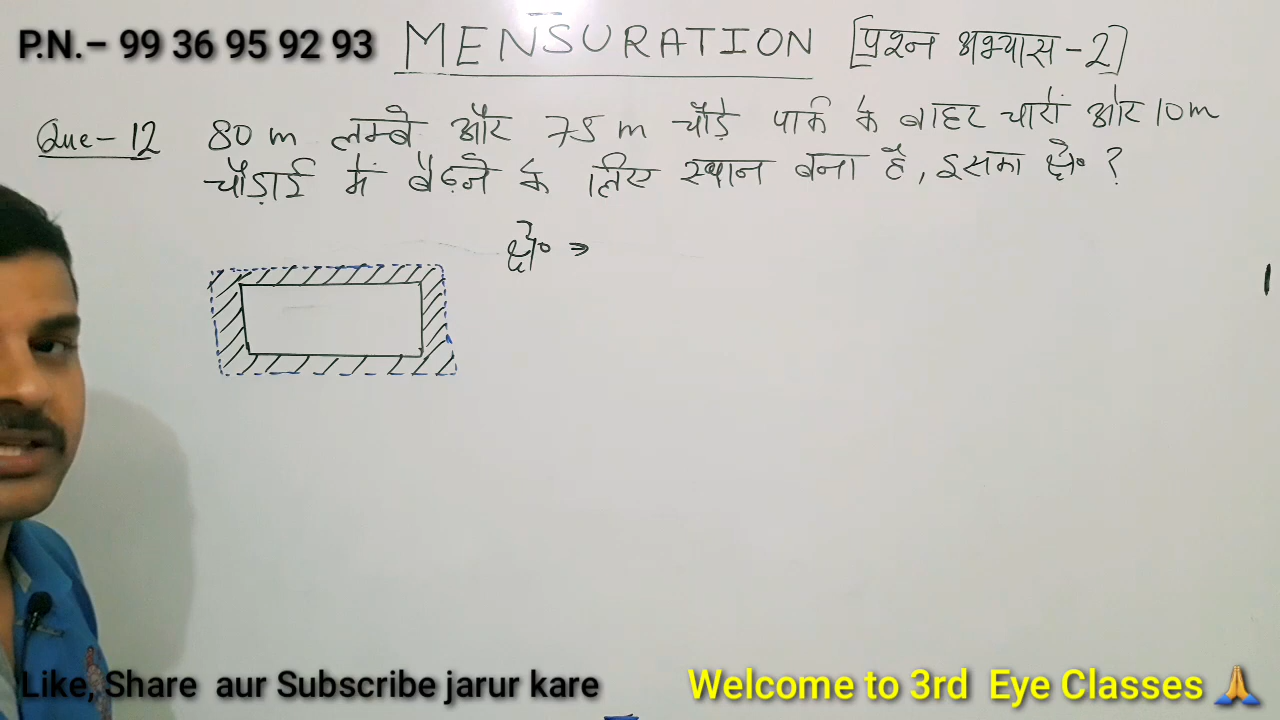 P.N.– 99 36 95 92 93 MENSURATION [प्रश्न अभ्यास-2]
Que-12 80 m लम्बे और 75 m चौड़े पार्क के बाहर चारों ओर 10 m
चौड़ाई में बैठने के लिए स्थान बना है, इसका क्षे० ?
क्षे० ⇒
Like, Share aur Subscribe jarur kare Welcome to 3rd Eye Classes 🙏